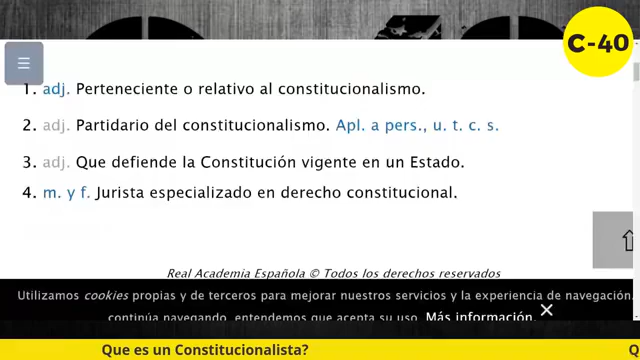 C-40
1. adj. Perteneciente o relativo al constitucionalismo.
2. adj. Partidario del constitucionalismo. Apl. a pers., u. t. c. s.
3. adj. Que defiende la Constitución vigente en un Estado.
4. m. y f. Jurista especializado en derecho constitucional.
Real Academia Española © Todos los derechos reservados
Utilizamos cookies propias y de terceros para mejorar nuestros servicios y la experiencia de navegación.
continúa navegando, entendemos que acepta su uso. Más información.
Que es un Constitucionalista?
Q